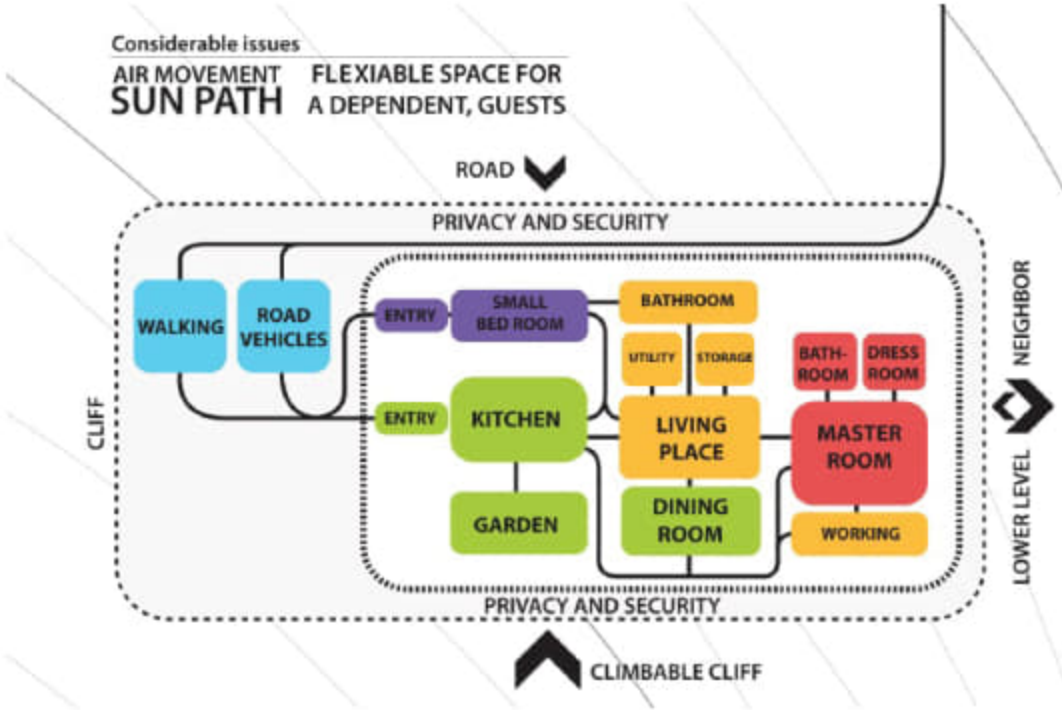 Considerable issues
AIR MOVEMENT
SUN PATH
FLEXIABLE SPACE FOR
A DEPENDENT, GUESTS
ROAD
PRIVACY AND SECURITY
WALKING
ROAD
VEHICLES
ENTRY
SMALL
BED ROOM
BATHROOM
UTILITY
STORAGE
BATH-
ROOM
DRESS
ROOM
ENTRY
KITCHEN
LIVING
PLACE
MASTER
ROOM
GARDEN
DINING
ROOM
WORKING
PRIVACY AND SECURITY
CLIFF
NEIGHBOR
LOWER LEVEL
CLIMBABLE CLIFF